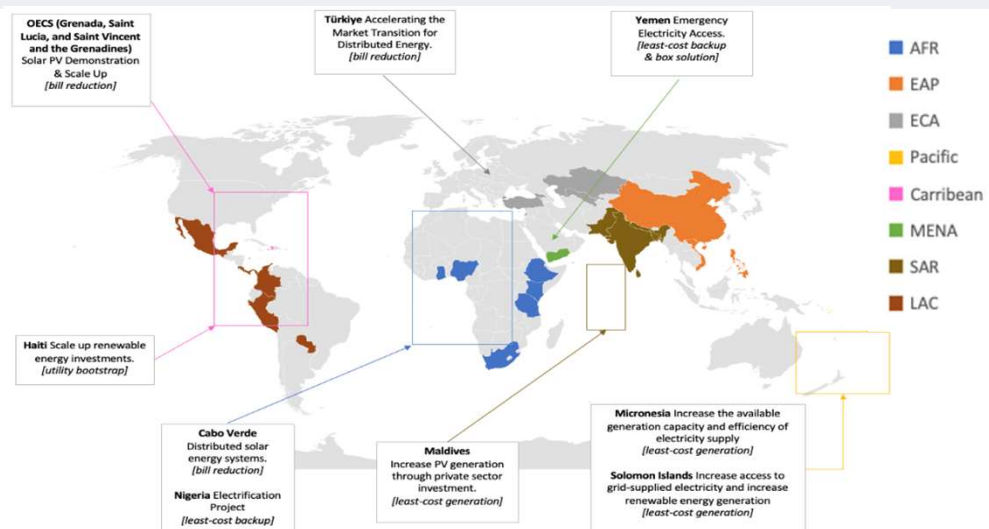 OECS (Grenada, Saint
Lucia, and Saint Vincent
and the Grenadines)
Solar PV Demonstration
& Scale Up
[bill reduction]
Türkiye Accelerating the
Market Transition for
Distributed Energy.
[bill reduction]
Yemen Emergency
Electricity Access.
[least-cost backup
& box solution]
AFR
EAP
ECA
Pacific
Carribean
MENA
SAR
LAC
Haiti Scale up renewable
energy investments.
[utility bootstrap]
Cabo Verde
Distributed solar
energy systems.
[bill reduction]
Nigeria Electrification
Project
[least-cost backup]
Maldives
Increase PV generation
through private sector
investment.
[least-cost generation]
Micronesia Increase the available
generation capacity and efficiency of
electricity supply
[least-cost generation]
Solomon Islands Increase access to
grid-supplied electricity and increase
renewable energy generation
[least-cost generation]